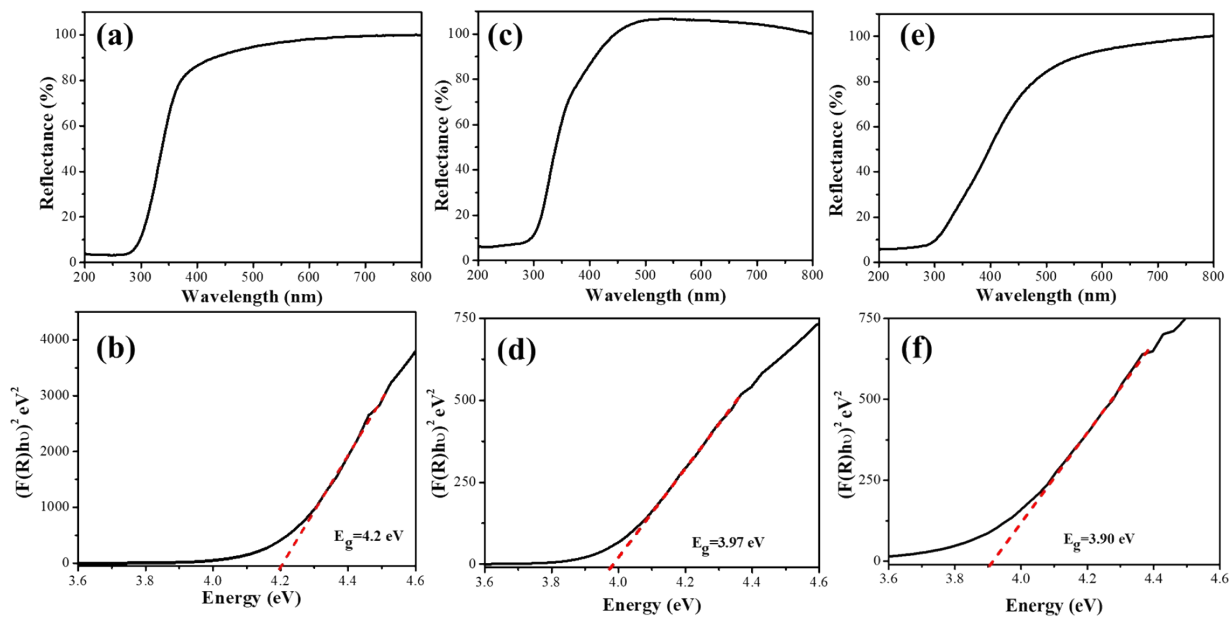 (a)
Reflectance (%)
100
80
60
40
20
0
200 300 400 500 600 700 800
Wavelength (nm)
(c)
Reflectance (%)
100
80
60
40
20
0
200 300 400 500 600 700 800
Wavelength (nm)
(e)
Reflectance (%)
100
80
60
40
20
0
200 300 400 500 600 700 800
Wavelength (nm)
(b)
(F(R)hυ)² eV²
4000
3000
2000
1000
0
E_g=4.2 eV
3.6 3.8 4.0 4.2 4.4 4.6
Energy (eV)
(d)
(F(R)hυ)² eV²
750
500
250
0
E_g=3.97 eV
3.6 3.8 4.0 4.2 4.4 4.6
Energy (eV)
(f)
(F(R)hυ)² eV²
750
500
250
0
E_g=3.90 eV
3.6 3.8 4.0 4.2 4.4 4.6
Energy (eV)